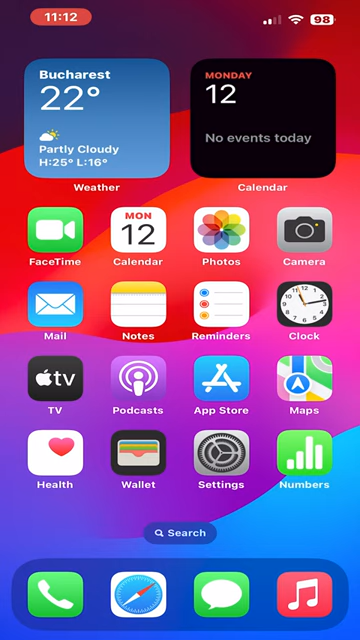 11:12
98
Bucharest
22°
Partly Cloudy
H:25° L:16°
Weather
MONDAY
12
No events today
Calendar
FaceTime
MON
12
Calendar
Photos
Camera
Mail
Notes
Reminders
Clock
tv
TV
Podcasts
App Store
Maps
Health
Wallet
Settings
Numbers
Search